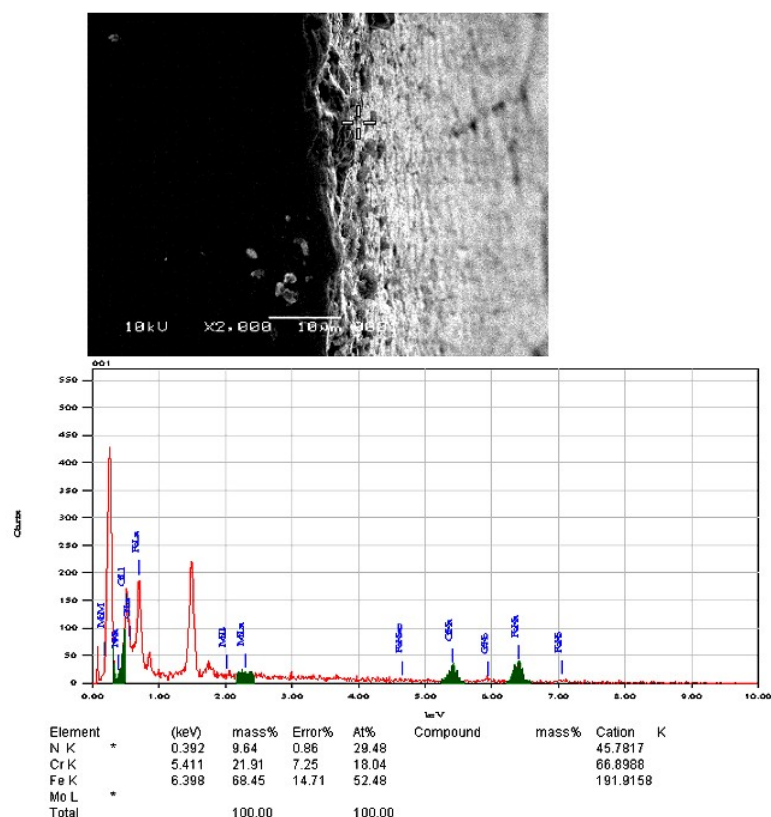 10kU X2,000 10µm
001
550
500
450
400
350
300
250
200
150
100
50
0
0.00 1.00 2.00 3.00 4.00 5.00 6.00 7.00 8.00 9.00 10.00
keV
Element (keV) mass% Error% At% Compound mass% Cation K
N K * 0.392 9.64 0.86 29.48 45.7817
Cr K 5.411 21.91 7.25 18.04 66.8988
Fe K 6.398 68.45 14.71 52.48 191.9158
Mo L *
Total 100.00 100.00